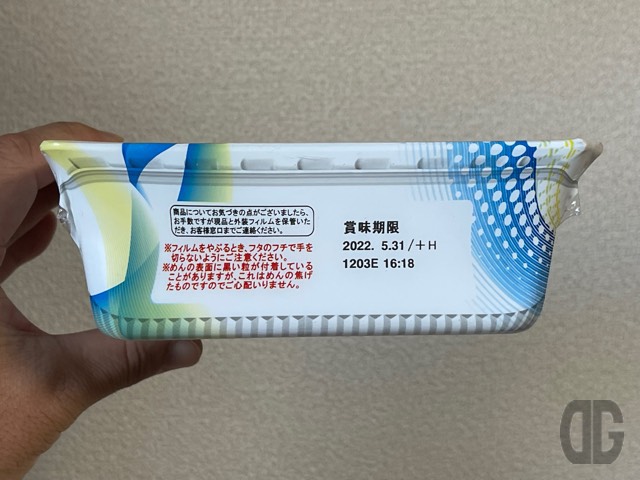 商品についてお気づきの点がございましたら、
お手数ですが現品と外装フィルムを保管いた
だき、お客様窓口までご連絡ください。
※フィルムをやぶるとき、フタのフチで手を
切らないようにご注意ください。
※めんの表面に黒い粒が付着している
ことがありますが、これはめんの焦げ
たものですのでご心配いりません。
賞味期限
2022. 5.31/+H
1203E 16:18
DG